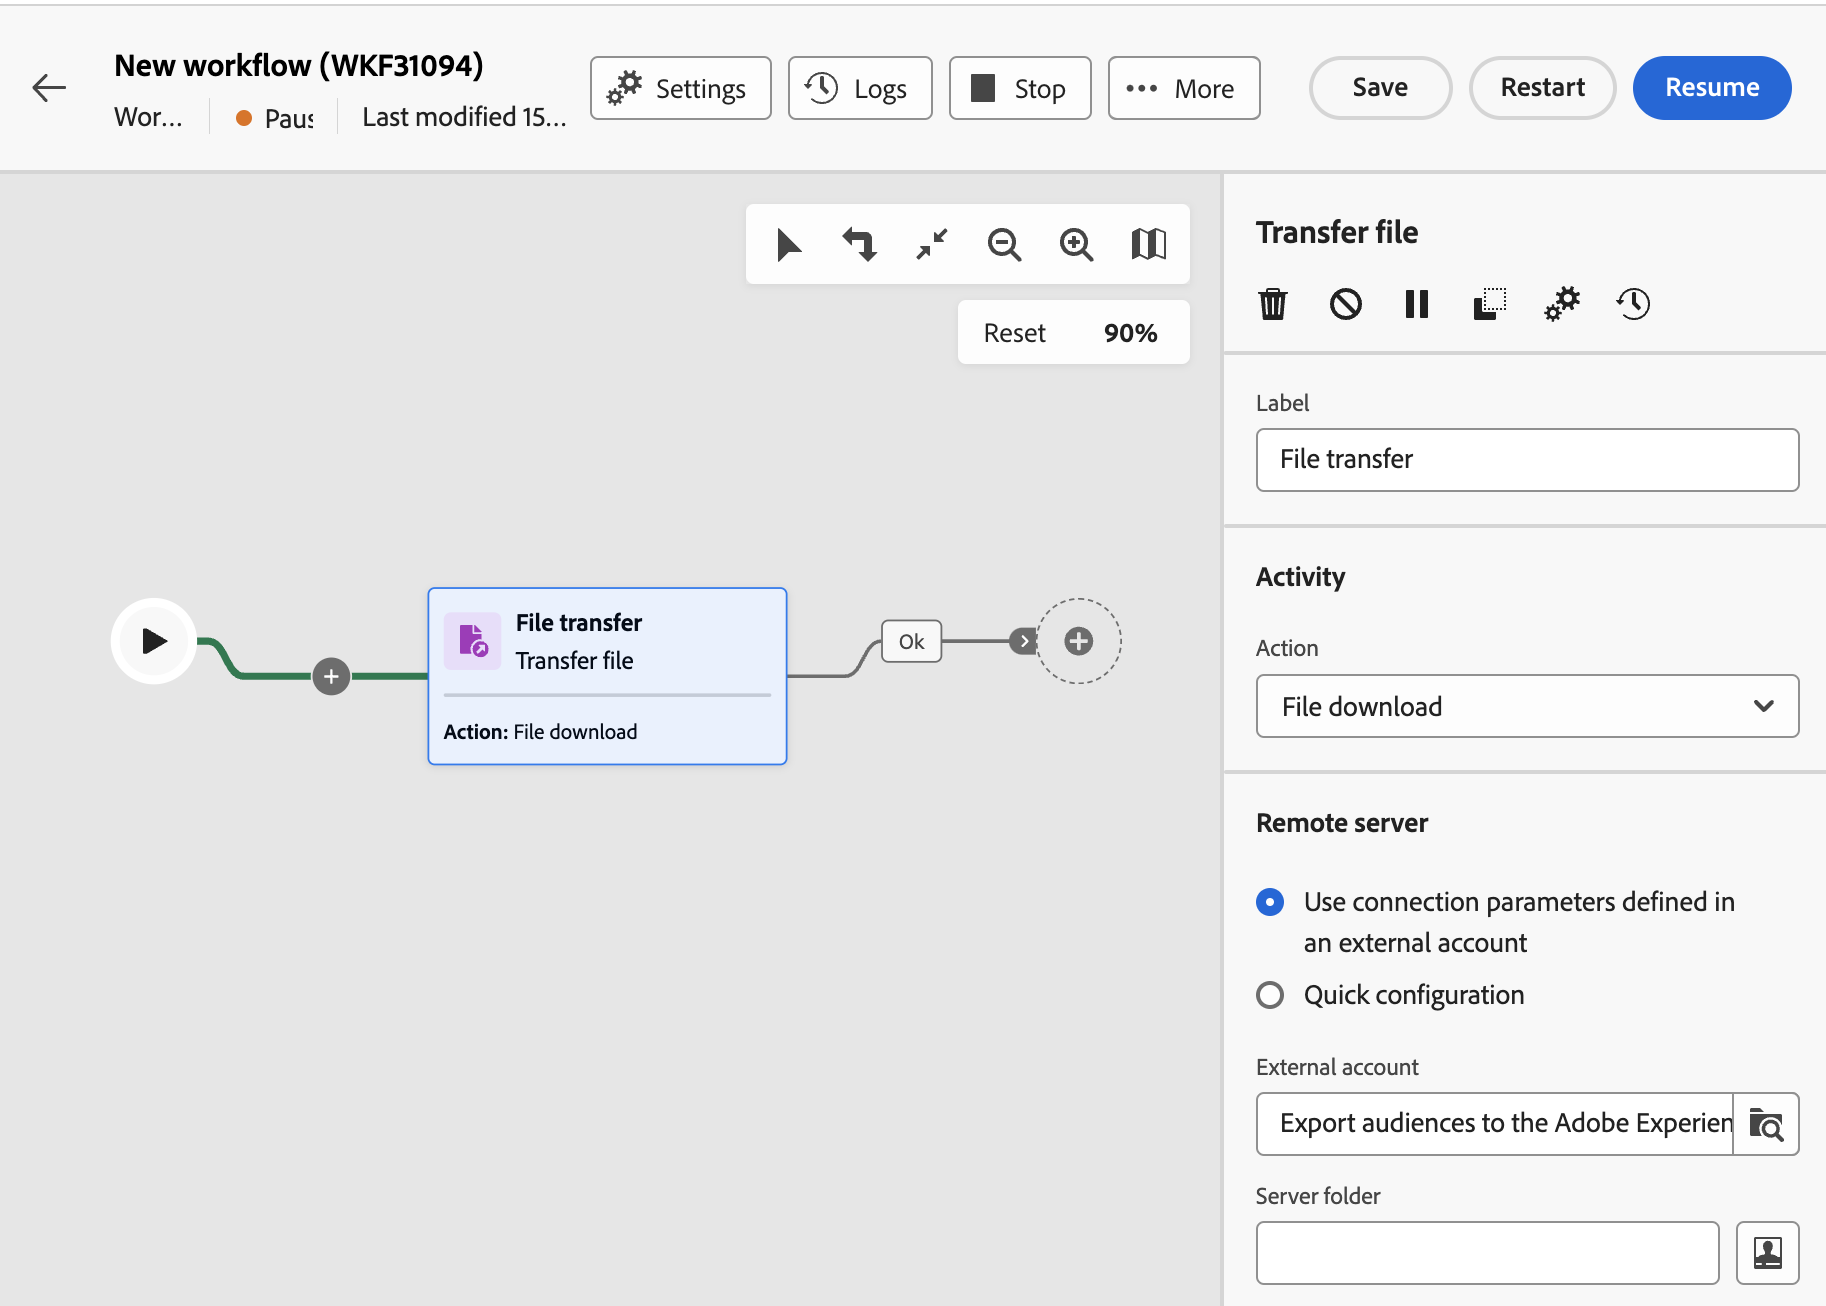 New workflow (WKF31094)
Wor...
Paus
Last modified 15...
Settings
Logs
Stop
More
Save
Restart
Resume
Reset
90%
File transfer
Transfer file
Action: File download
Ok
Transfer file
Label
File transfer
Activity
Action
File download
Remote server
Use connection parameters defined in
an external account
Quick configuration
External account
Export audiences to the Adobe Experien
Server folder